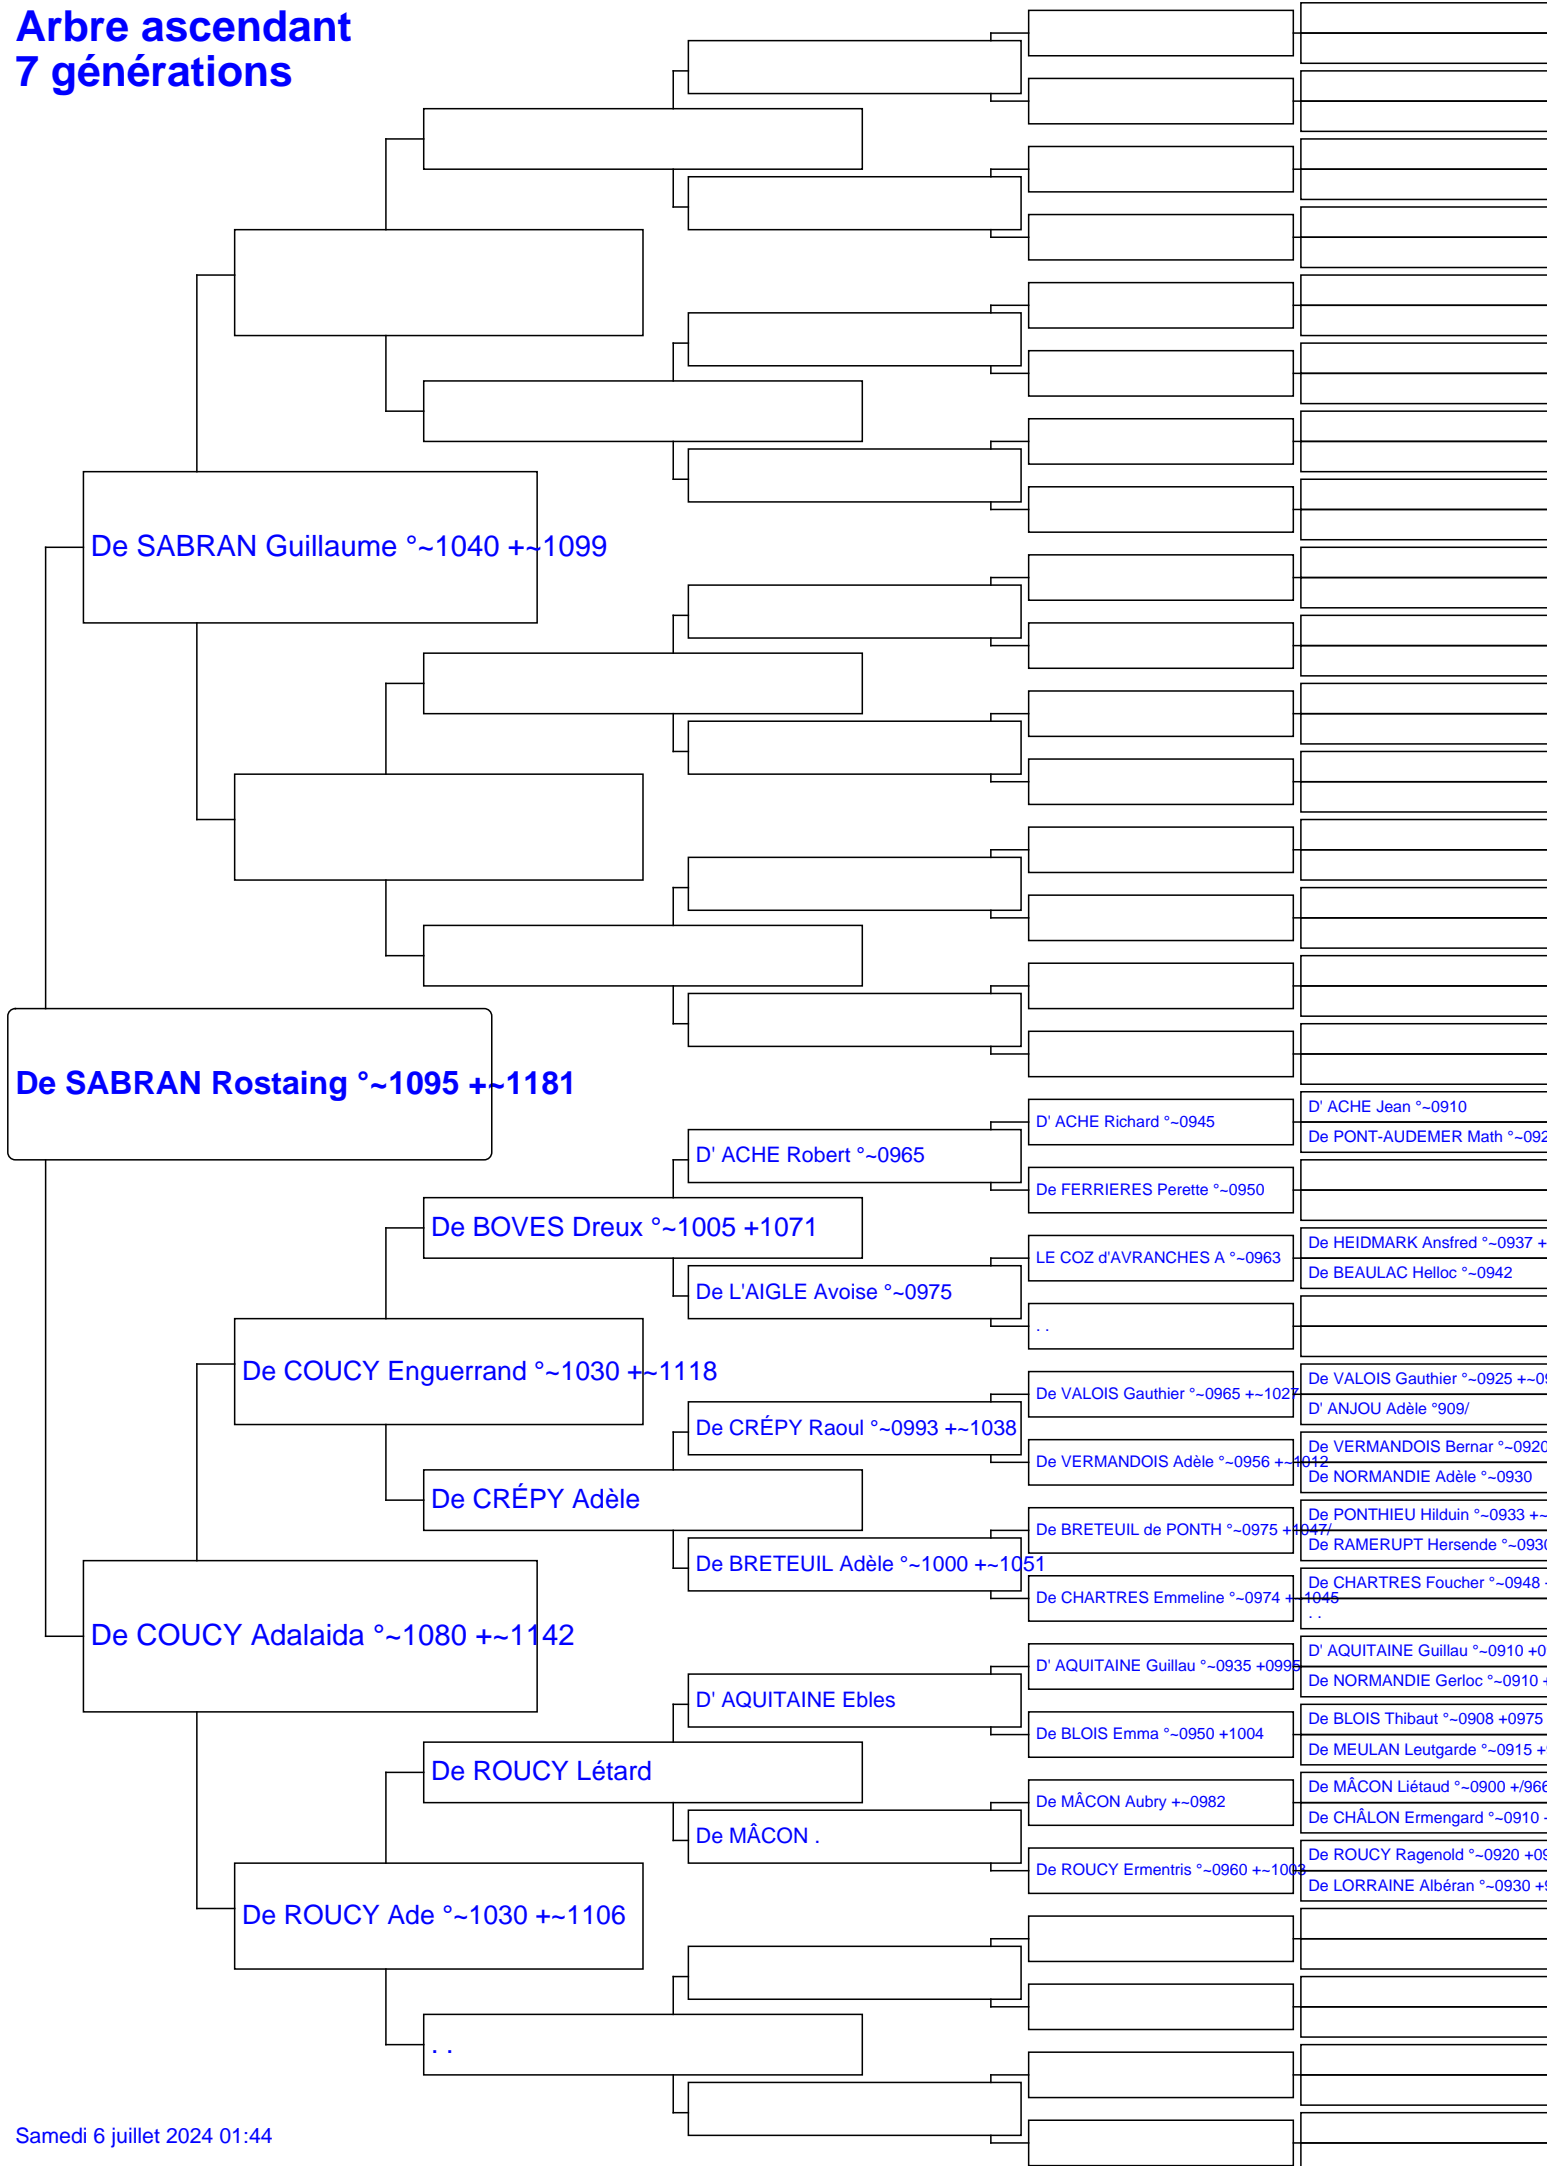 Arbre ascendant
7 générations
De SABRAN Guillaume °~1040 +~1099
De SABRAN Rostaing °~1095 +~1181
D' ACHE Jean °~0910
D' ACHE Richard °~0945
De PONT-AUDEMER Math °~092
D' ACHE Robert °~0965
De FERRIERES Perette °~0950
De BOVES Dreux °~1005 +1071
De HEIDMARK Ansfred °~0937 +
LE COZ d'AVRANCHES A °~0963
De BEAULAC Helloc °~0942
De L'AIGLE Avoise °~0975
. .
De COUCY Enguerrand °~1030 +~1118
De VALOIS Gauthier °~0925 +~09
De VALOIS Gauthier °~0965 +~1027
D' ANJOU Adèle °909/
De CRÉPY Raoul °~0993 +~1038
De VERMANDOIS Bernar °~0920
De VERMANDOIS Adèle °~0956 +~1012
De NORMANDIE Adèle °~0930
De CRÉPY Adèle
De PONTHIEU Hilduin °~0933 +~
De BRETEUIL de PONTH °~0975 +1047/
De RAMERUPT Hersende °~0930
De BRETEUIL Adèle °~1000 +~1051
De CHARTRES Foucher °~0948
De CHARTRES Emmeline °~0974 +~1045
. .
De COUCY Adalaida °~1080 +~1142
D' AQUITAINE Guillau °~0910 +0
D' AQUITAINE Guillau °~0935 +0995
De NORMANDIE Gerloc °~0910 +
D' AQUITAINE Ebles
De BLOIS Thibaut °~0908 +0975
De BLOIS Emma °~0950 +1004
De MEULAN Leutgarde °~0915 +
De ROUCY Létard
De MÂCON Liétaud °~0900 +/966
De MÂCON Aubry +~0982
De CHÂLON Ermengard °~0910
De MÂCON .
De ROUCY Ragenold °~0920 +09
De ROUCY Ermentris °~0960 +~1003
De LORRAINE Albéran °~0930 +9
De ROUCY Ade °~1030 +~1106
. .
Samedi 6 juillet 2024 01:44